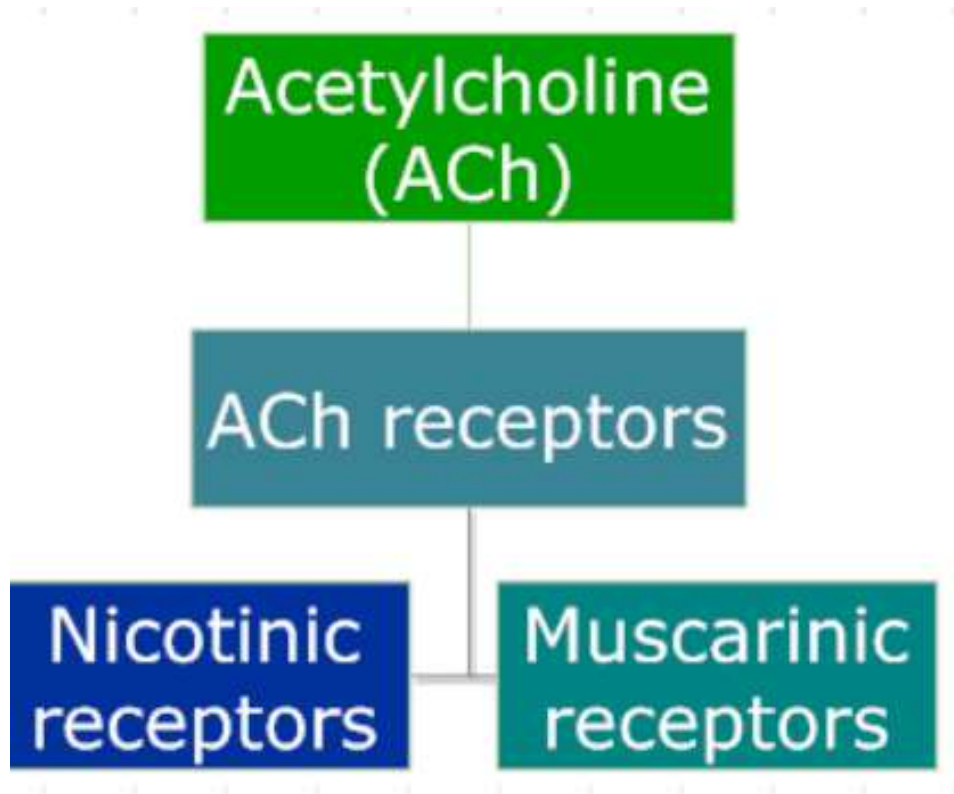 Acetylcholine
(ACh)
ACh receptors
Nicotinic
receptors
Muscarinic
receptors